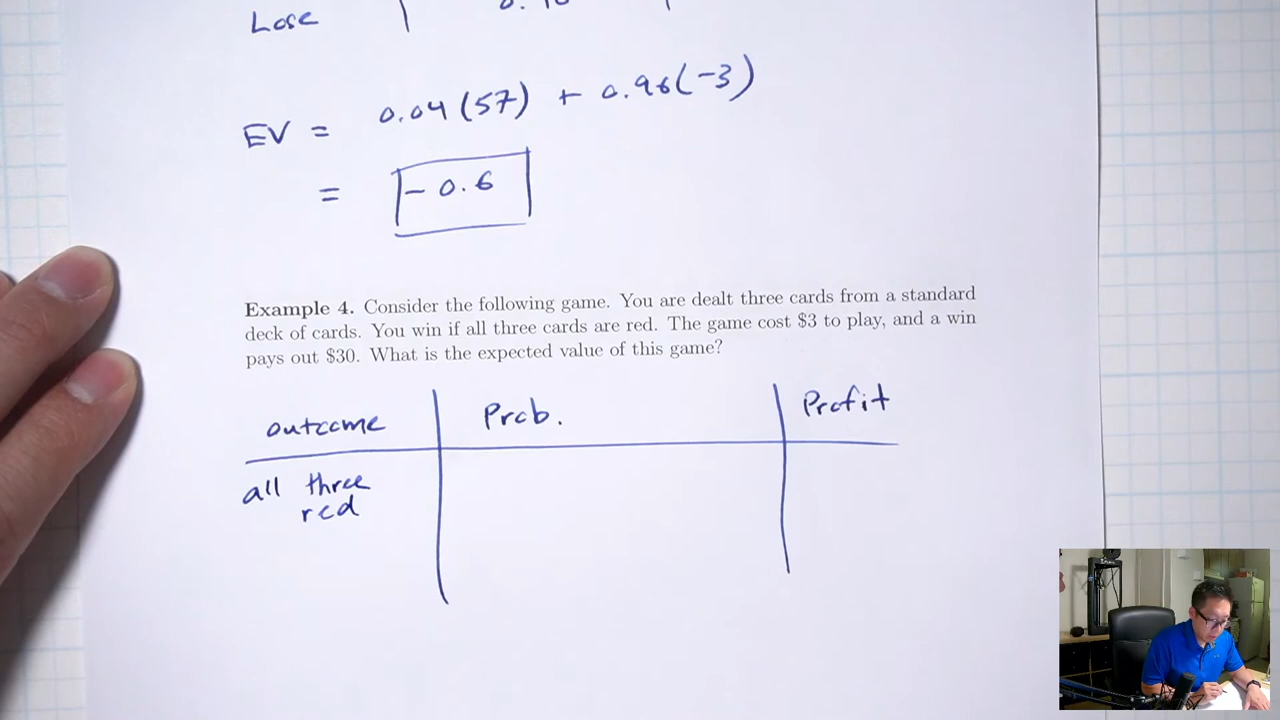 Lose
EV = 0.04 (57) + 0.96(-3)
= -0.6
Example 4. Consider the following game. You are dealt three cards from a standard
deck of cards. You win if all three cards are red. The game cost $3 to play, and a win
pays out $30. What is the expected value of this game?
outcome Prob. Profit
all three
red